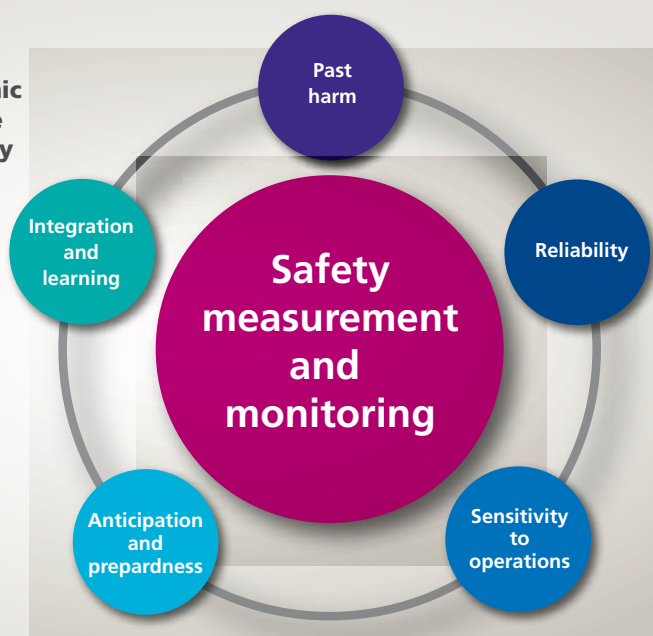 Past
harm
Integration
and
learning
Reliability
Safety
measurement
and
monitoring
Anticipation
and
prepardness
Sensitivity
to
operations